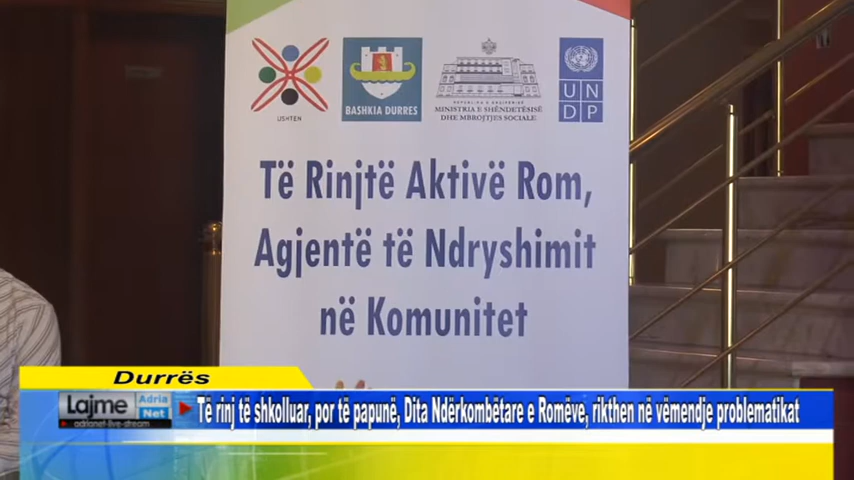 USHTEN
BASHKIA DURRES
REPUBLIKA E SHQIPËRISË
MINISTRIA E SHËNDETËSISË
DHE MBROJTJES SOCIALE
U N
D P
Të Rinjtë Aktivë Rom,
Agjentë të Ndryshimit
në Komunitet
Durrës
Lajme Adria Net
adrianet-live-stream
Të rinj të shkolluar, por të papunë, Dita Ndërkombëtare e Romëve, rikthen në vëmendje problematikat